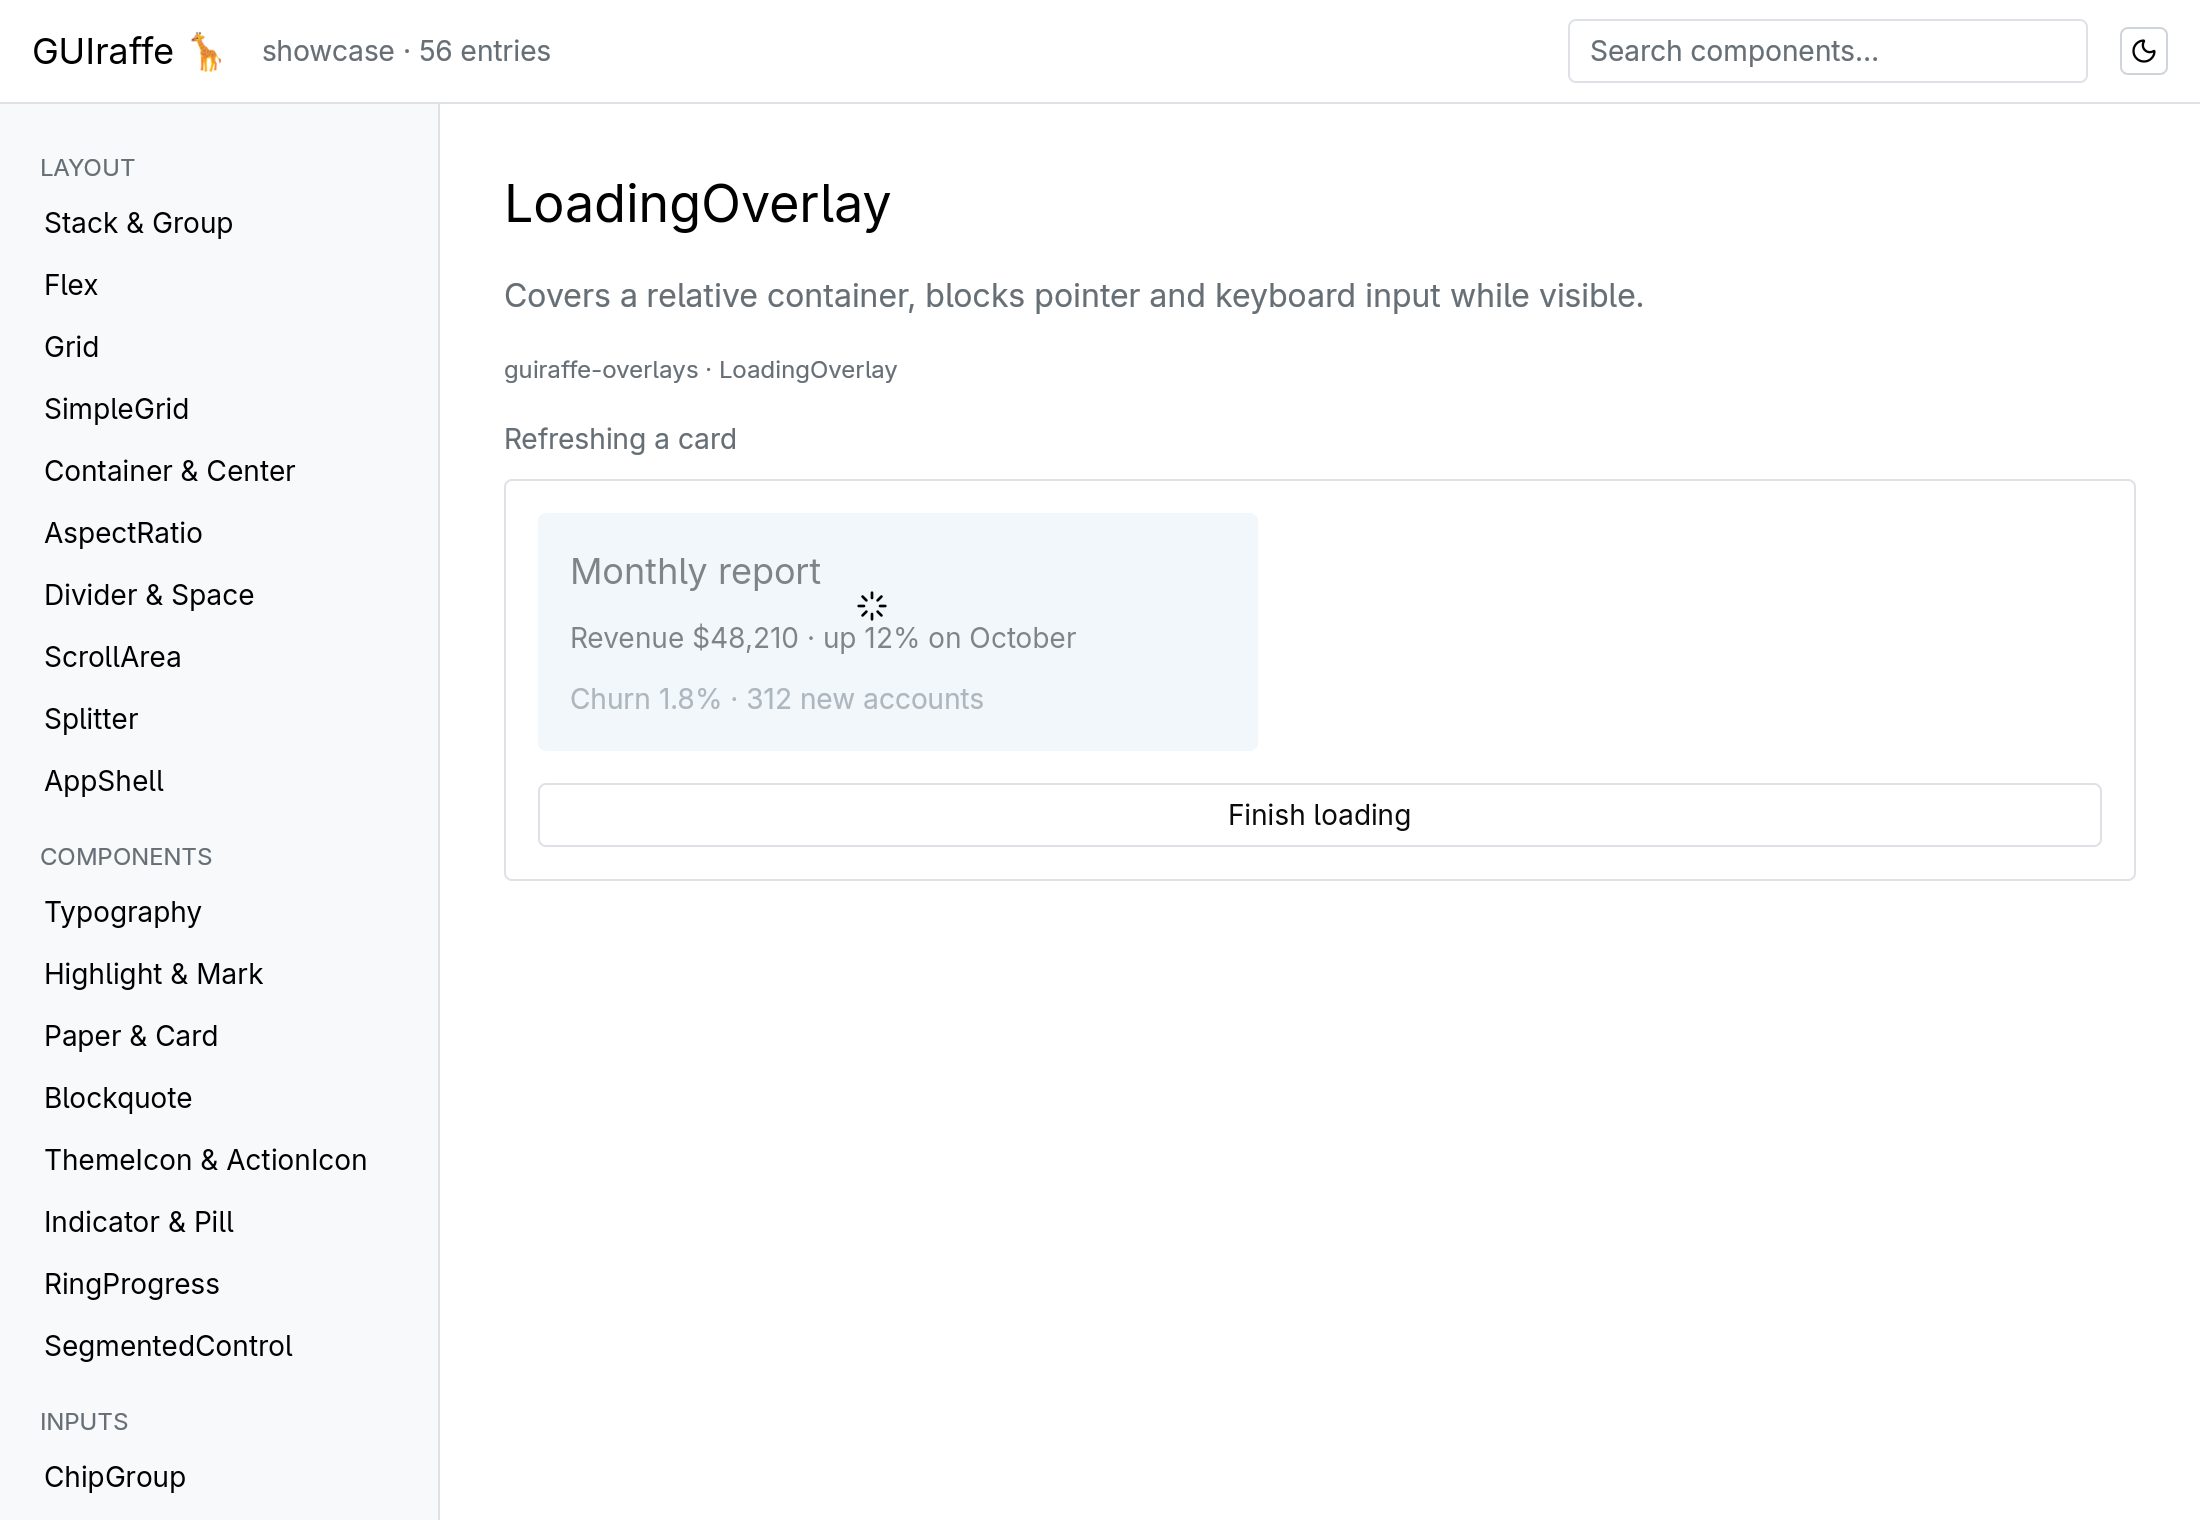 GUIraffe 🦒 showcase · 56 entries
Search components...
LAYOUT
Stack & Group
Flex
Grid
SimpleGrid
Container & Center
AspectRatio
Divider & Space
ScrollArea
Splitter
AppShell
COMPONENTS
Typography
Highlight & Mark
Paper & Card
Blockquote
ThemeIcon & ActionIcon
Indicator & Pill
RingProgress
SegmentedControl
INPUTS
ChipGroup
LoadingOverlay
Covers a relative container, blocks pointer and keyboard input while visible.
guiraffe-overlays · LoadingOverlay
Refreshing a card
Monthly report
Revenue $48,210 · up 12% on October
Churn 1.8% · 312 new accounts
Finish loading